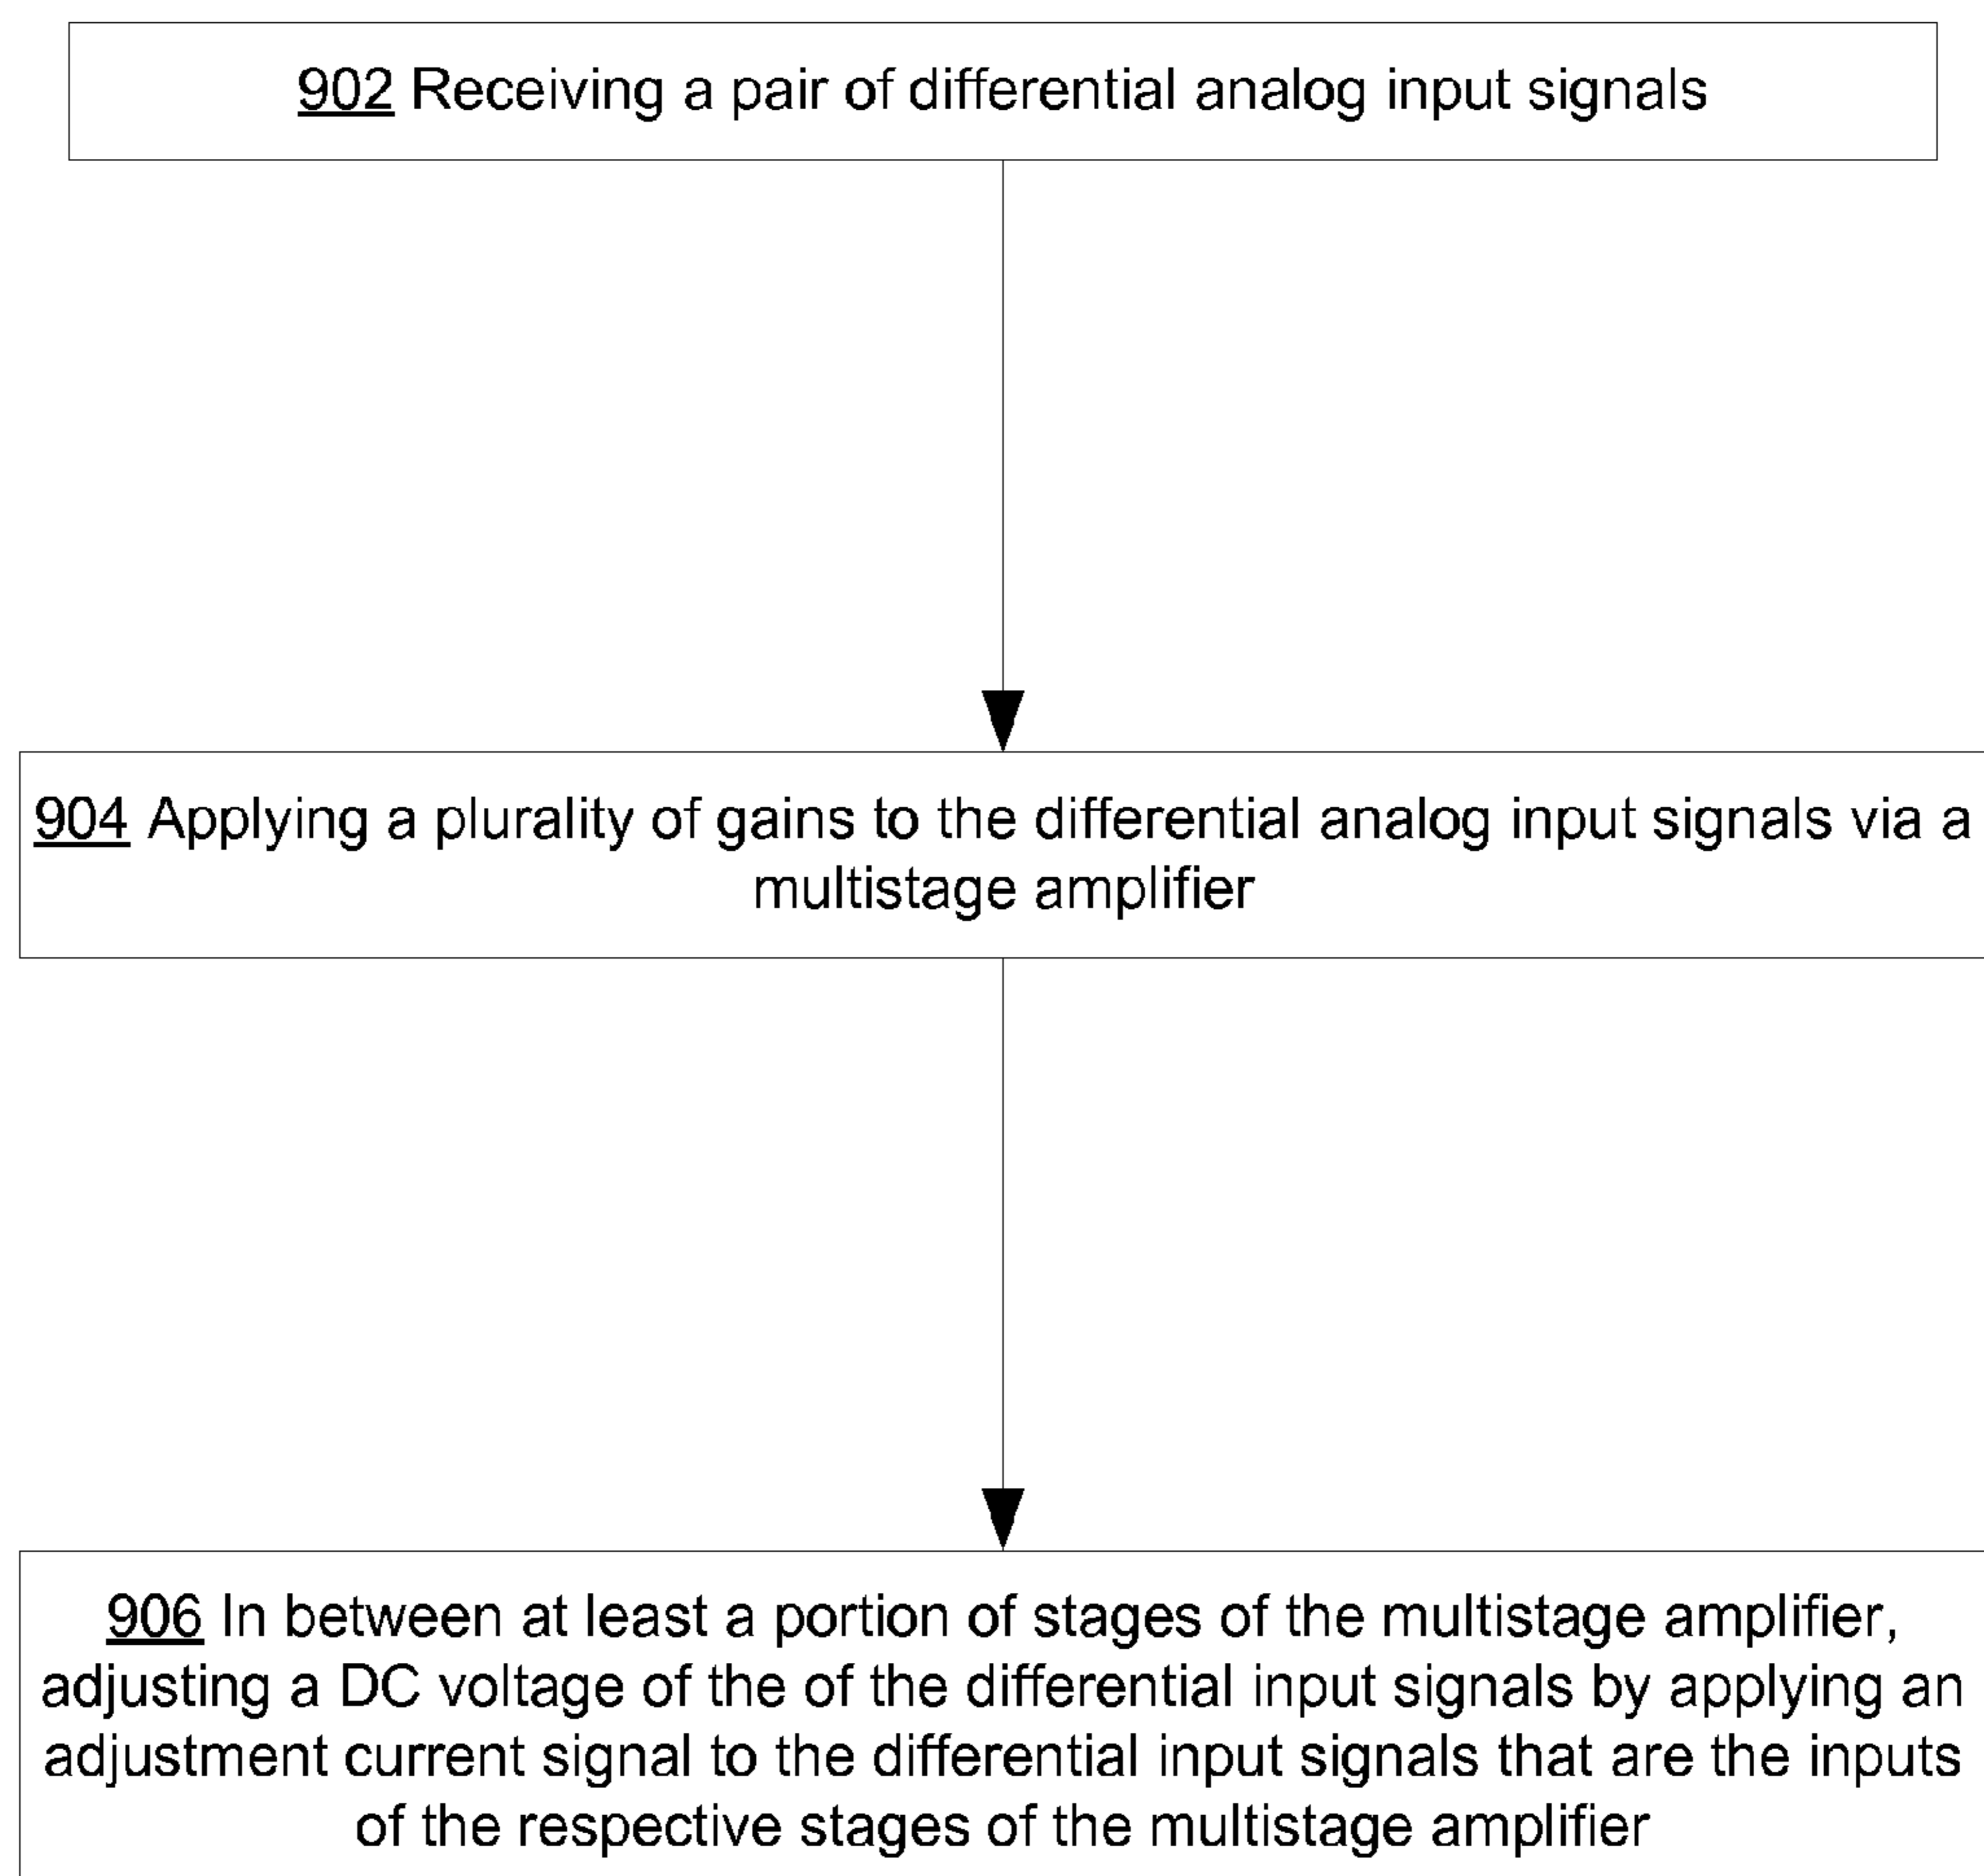 902 Receiving a pair of differential analog input signals
904 Applying a plurality of gains to the differential analog input signals via a
multistage amplifier
906 In between at least a portion of stages of the multistage amplifier,
adjusting a DC voltage of the of the differential input signals by applying an
adjustment current signal to the differential input signals that are the inputs
of the respective stages of the multistage amplifier